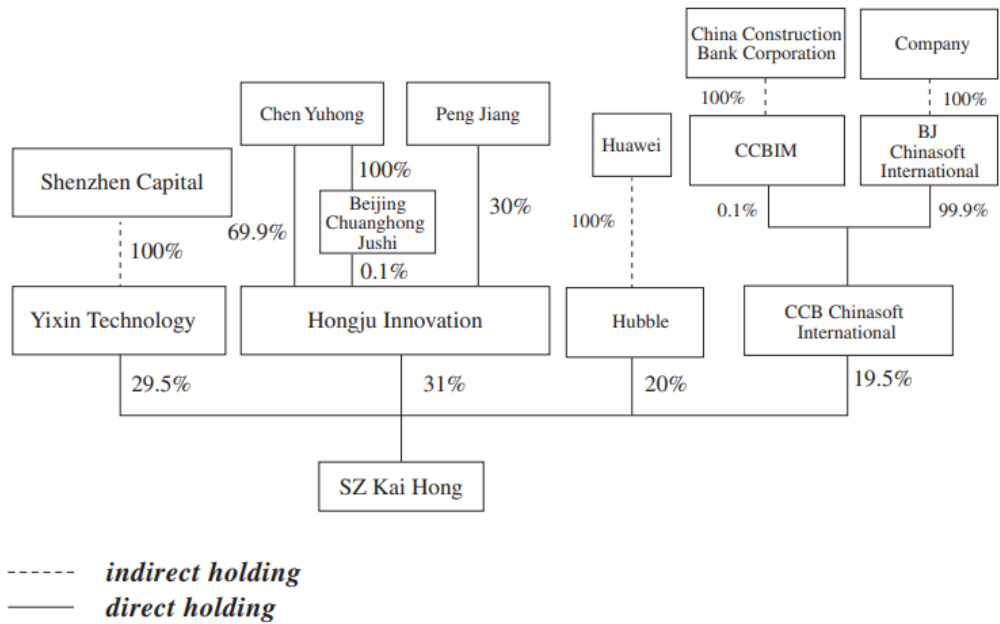 China Construction
Bank Corporation
Company
Chen Yuhong
Peng Jiang
100%
100%
Huawei
CCBIM
BJ
Chinasoft
International
Shenzhen Capital
100%
Beijing
Chuanghong
Jushi
30%
0.1%
99.9%
69.9%
100%
100%
0.1%
Yixin Technology
Hongju Innovation
Hubble
CCB Chinasoft
International
29.5%
31%
20%
19.5%
SZ Kai Hong
indirect holding
direct holding